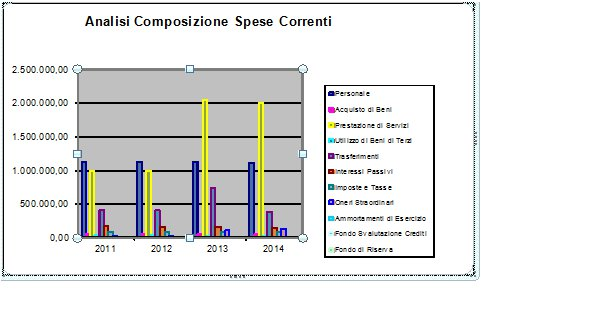 Analisi Composizione Spese Correnti
2.500.000,00
2.000.000,00
1.500.000,00
1.000.000,00
500.000,00
0,00
2011 2012 2013 2014
Personale
Acquisto di Beni
Prestazione di Servizi
Utilizzo di Beni di Terzi
Trasferimenti
Interessi Passivi
Imposte e Tasse
Oneri Straordinari
Ammortamenti di Esercizio
Fondo Svalutazione Crediti
Fondo di Riserva